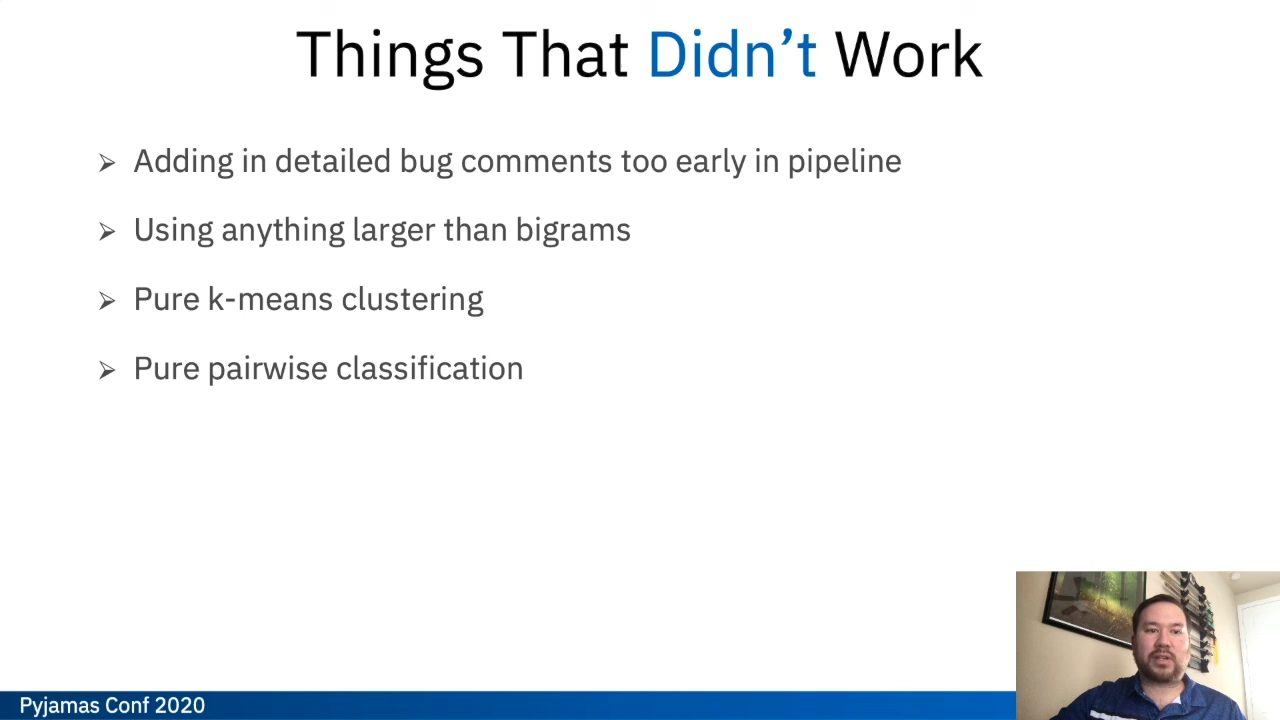 Things That Didn’t Work
➢ Adding in detailed bug comments too early in pipeline
➢ Using anything larger than bigrams
➢ Pure k-means clustering
➢ Pure pairwise classification
Pyjamas Conf 2020